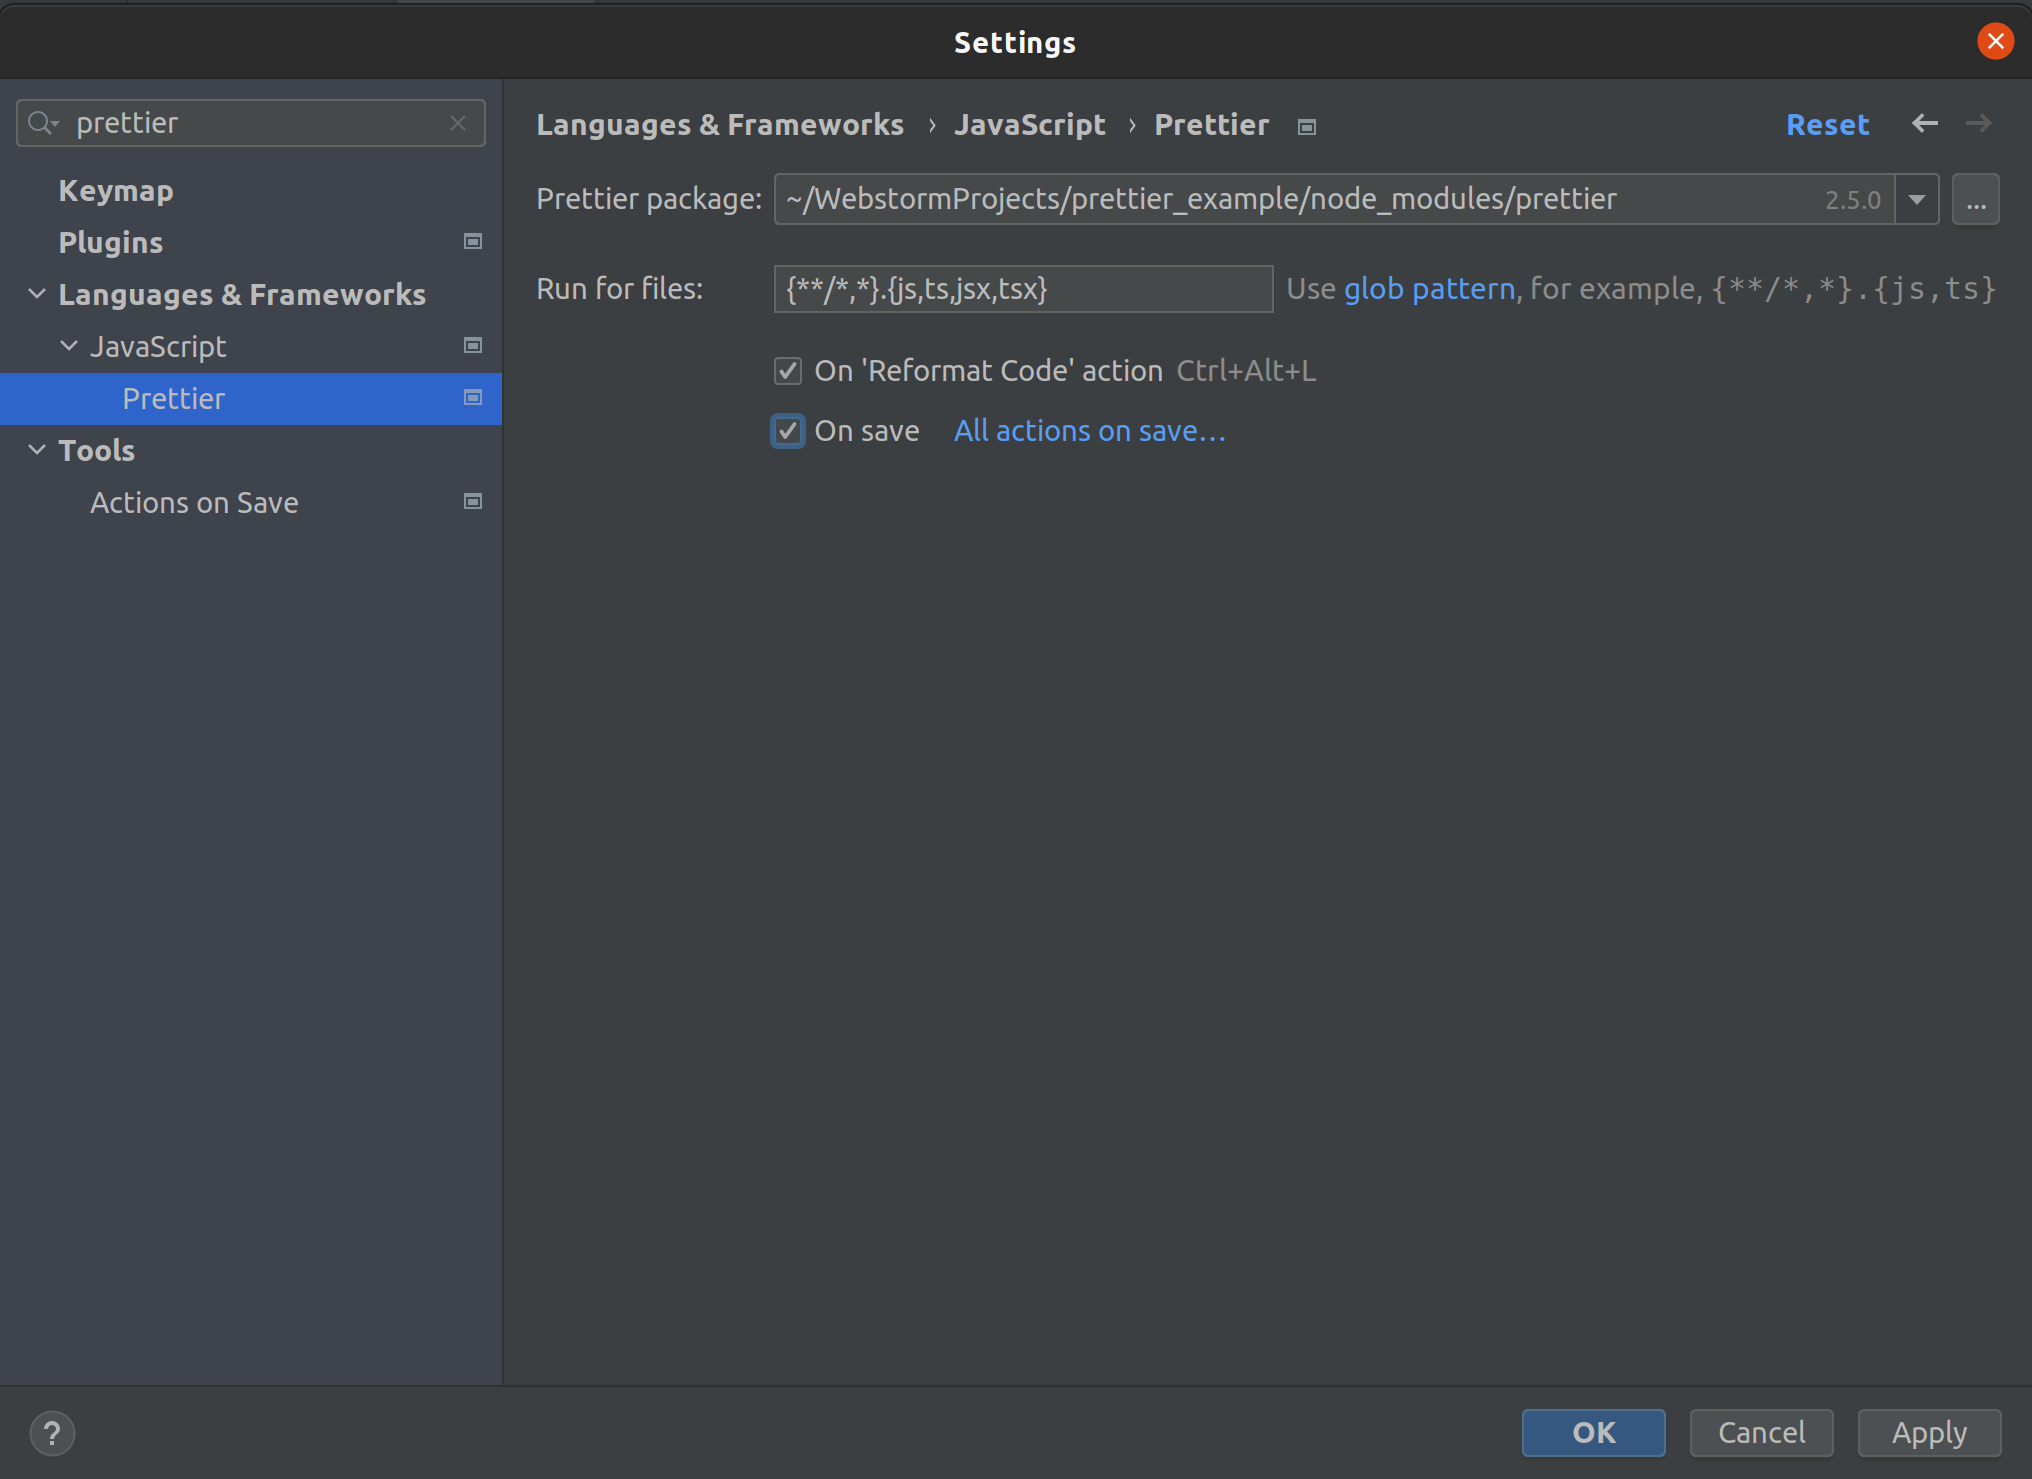 Settings
prettier
Keymap
Plugins
Languages & Frameworks
JavaScript
Prettier
Tools
Actions on Save
Languages & Frameworks › JavaScript › Prettier
Reset
Prettier package: ~/WebstormProjects/prettier_example/node_modules/prettier 2.5.0 ...
Run for files: {**/*,*}.{js,ts,jsx,tsx} Use glob pattern, for example, {**/*,*}.{js,ts}
On 'Reformat Code' action Ctrl+Alt+L
On save All actions on save...
? OK Cancel Apply